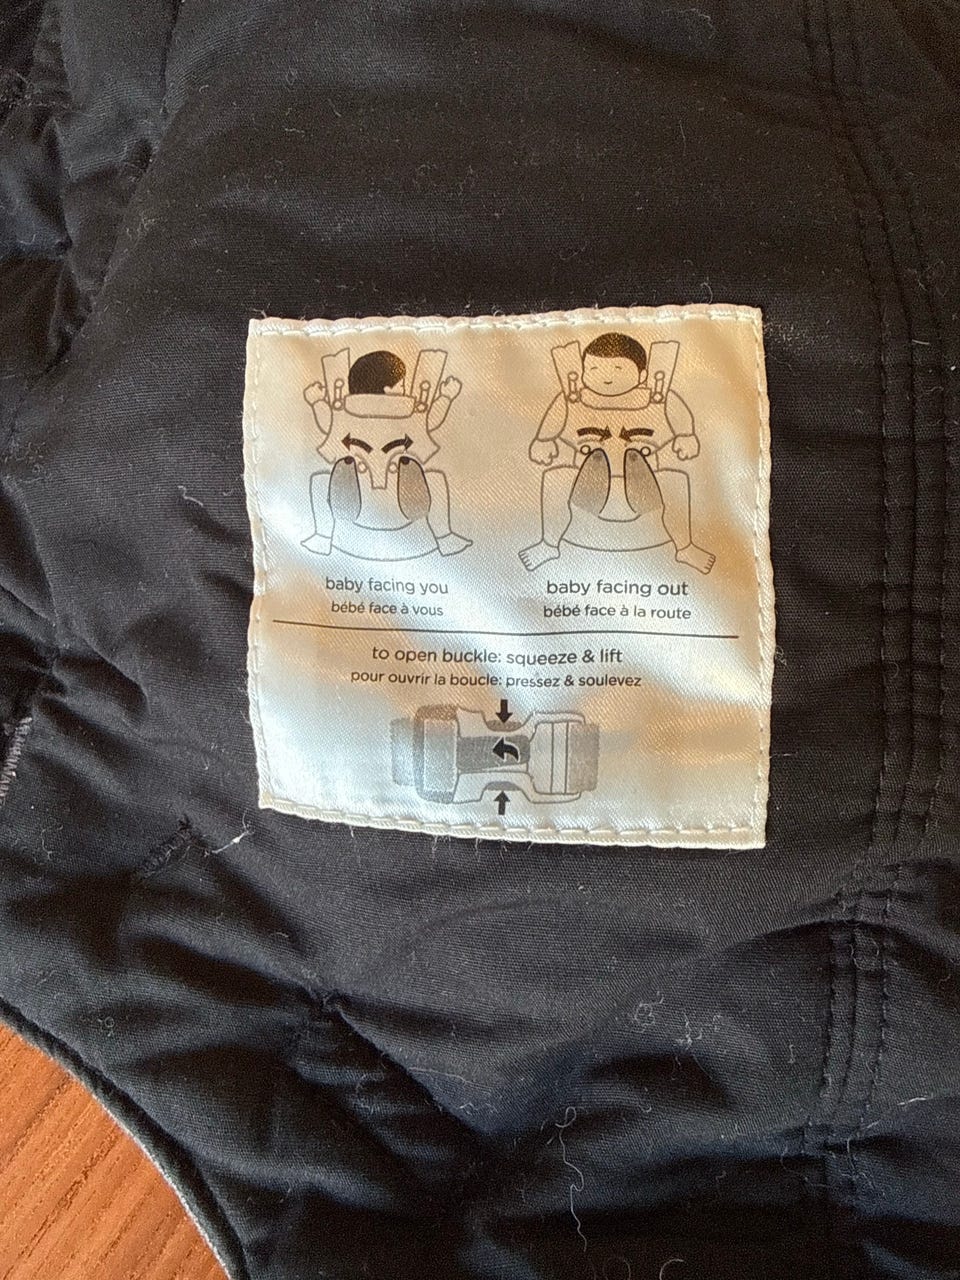 baby facing you
bébé face à vous
baby facing out
bébé face à la route
to open buckle: squeeze & lift
pour ouvrir la boucle: pressez & soulevez